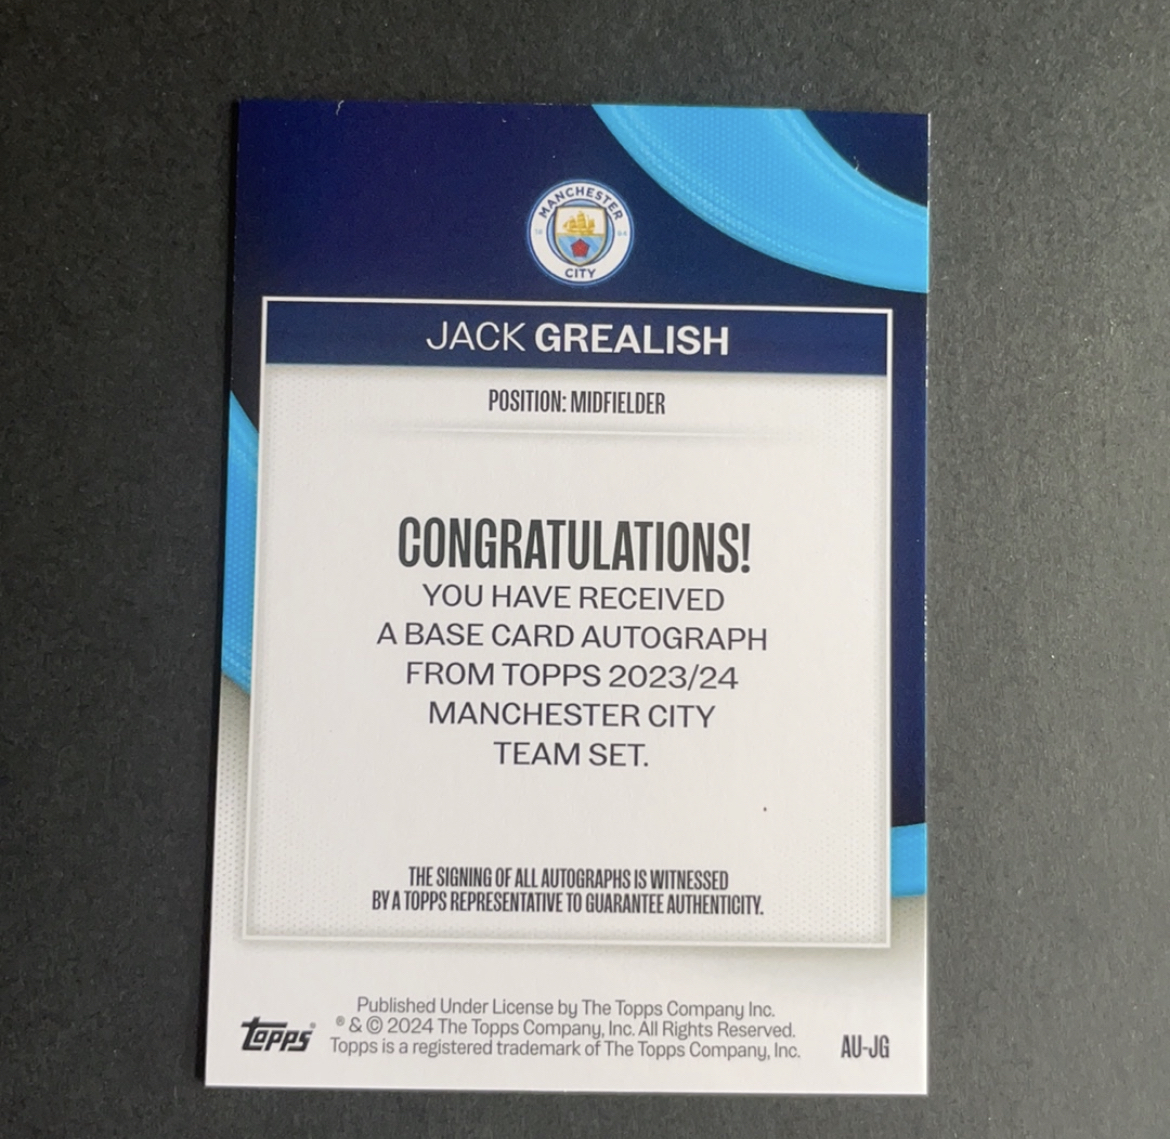 MANCHESTER
18 94
CITY
JACK GREALISH
POSITION: MIDFIELDER
CONGRATULATIONS!
YOU HAVE RECEIVED
A BASE CARD AUTOGRAPH
FROM TOPPS 2023/24
MANCHESTER CITY
TEAM SET.
THE SIGNING OF ALL AUTOGRAPHS IS WITNESSED
BY A TOPPS REPRESENTATIVE TO GUARANTEE AUTHENTICITY.
Published Under License by The Topps Company Inc.
® & © 2024 The Topps Company, Inc. All Rights Reserved.
Topps is a registered trademark of The Topps Company, Inc.
topps®
AU-JG